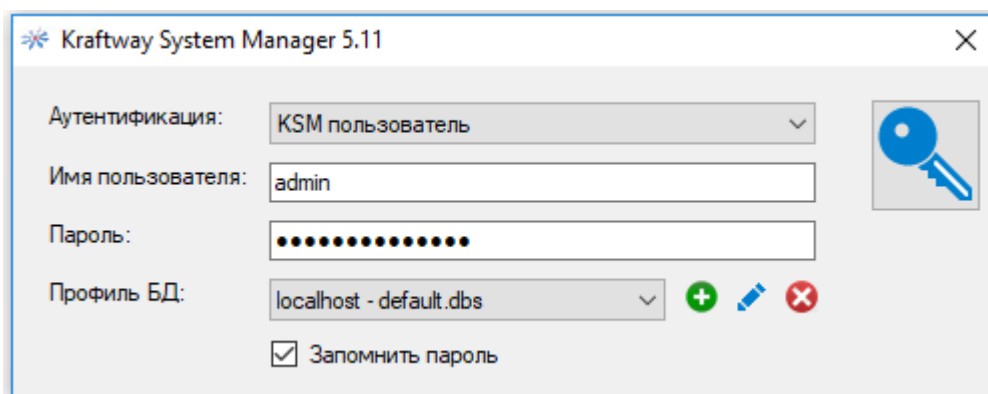 Kraftway System Manager 5.11
Аутентификация: KSM пользователь
Имя пользователя: admin
Пароль: ●●●●●●●●●●●●●●
Профиль БД: localhost - default.dbs
Запомнить пароль